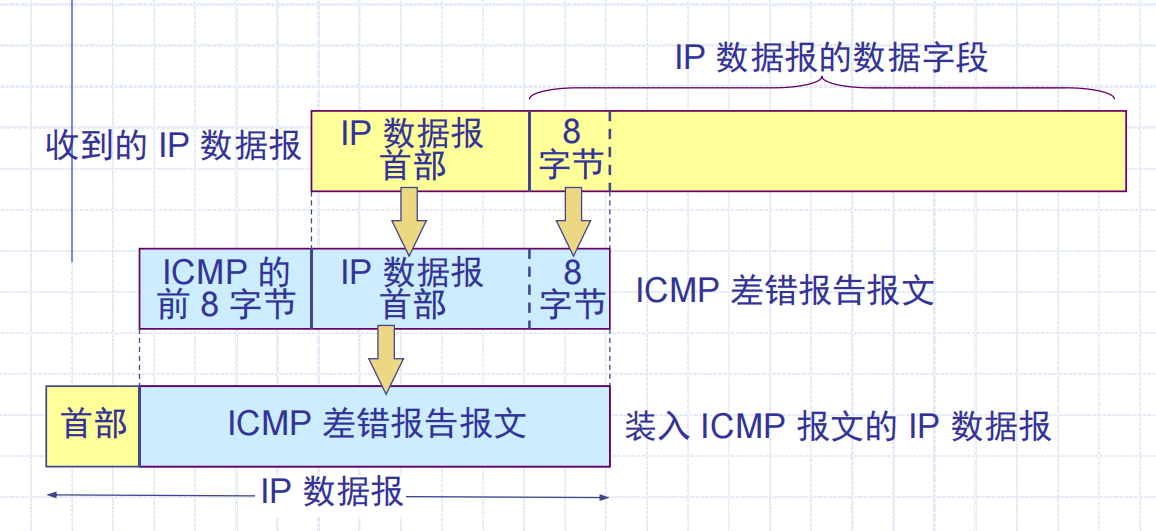 IP 数据报的数据字段
收到的 IP 数据报
IP 数据报
首部
8
字节
ICMP 的
前 8 字节
IP 数据报
首部
8
字节
ICMP 差错报告报文
首部
ICMP 差错报告报文
装入 ICMP 报文的 IP 数据报
IP 数据报